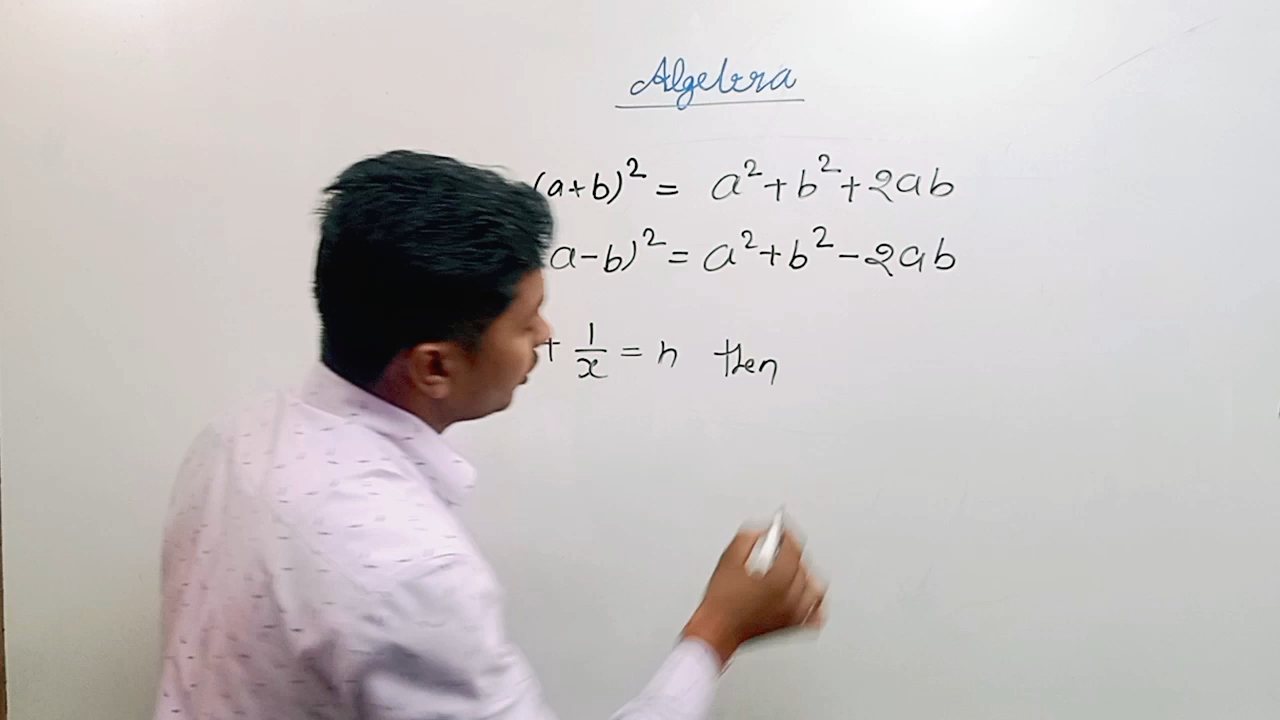 Algebra
(a+b)² = a²+b²+2ab
a-b)² = a²+b²-2ab
+ 1/x = n then